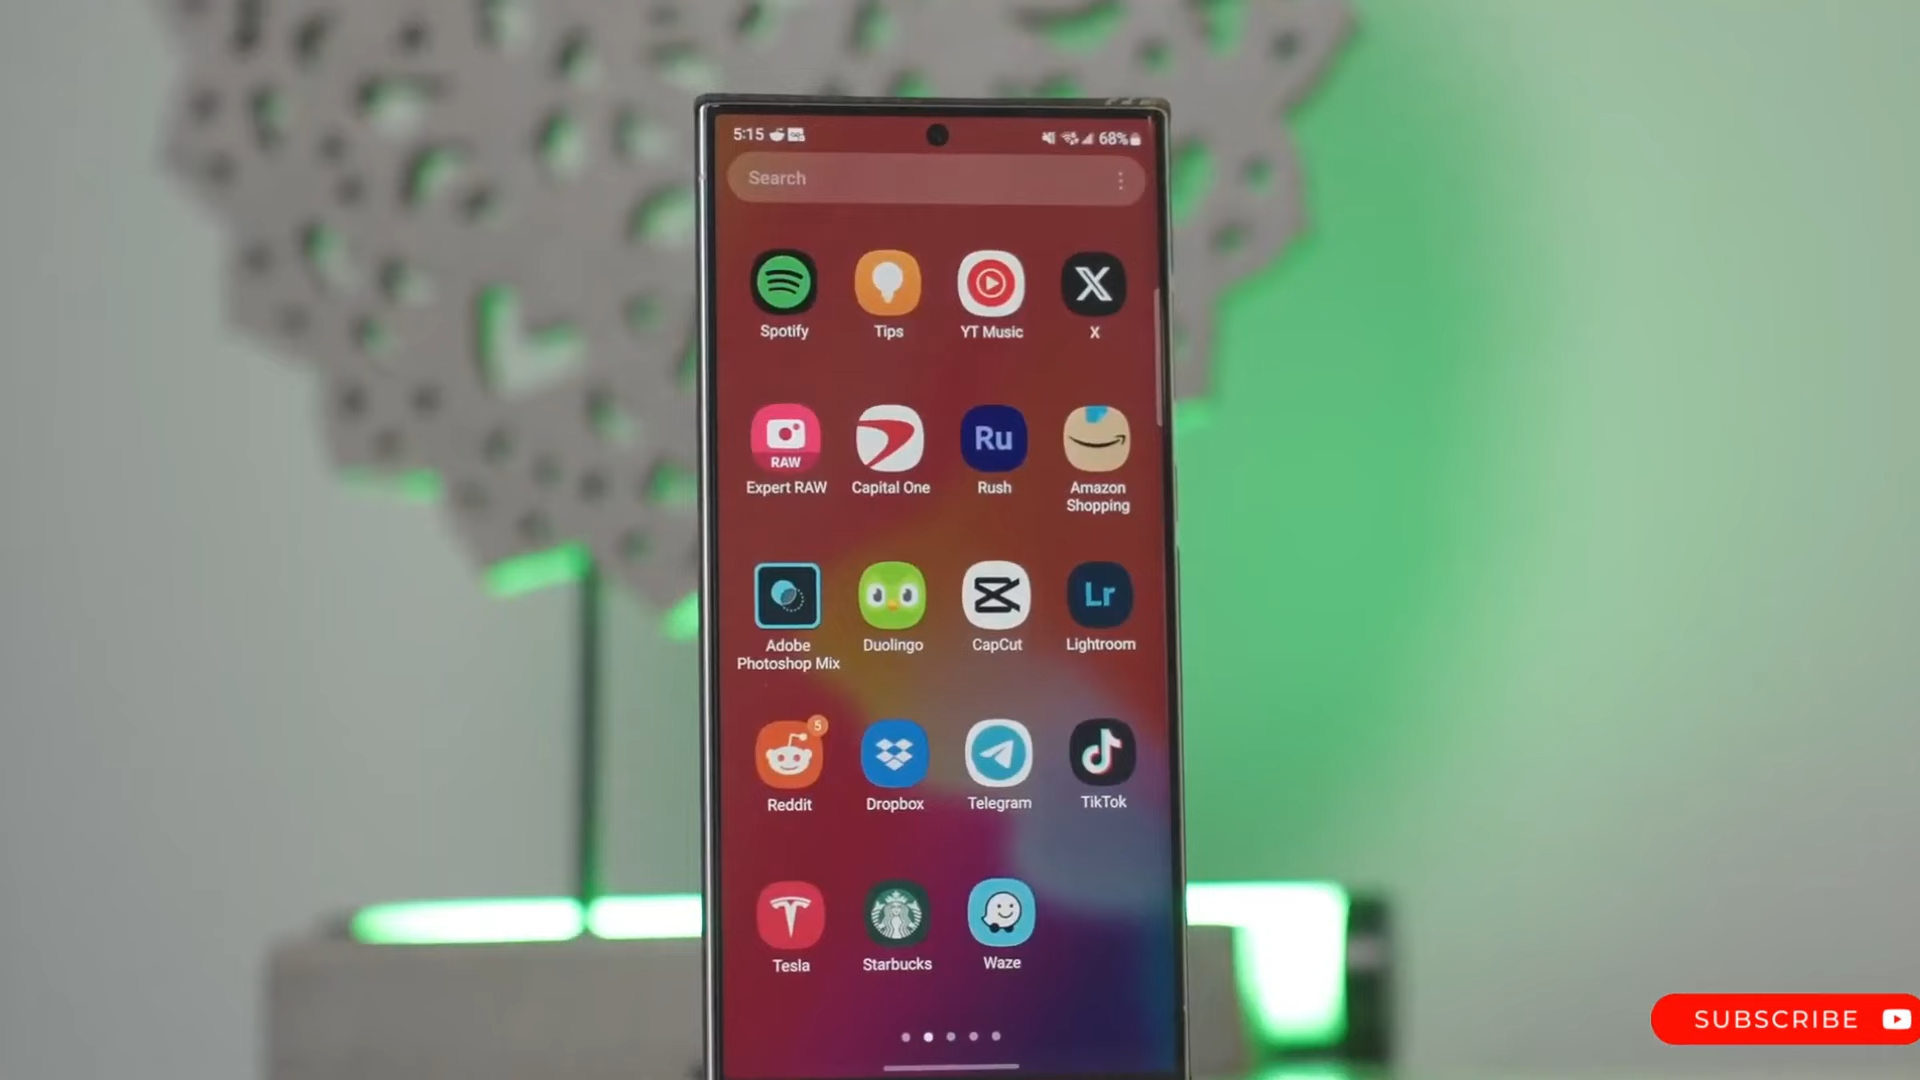 5:15 68%
Search
Spotify Tips YT Music X
RAW Ru
Expert RAW Capital One Rush Amazon
Shopping
Lr
Adobe Duolingo CapCut Lightroom
Photoshop Mix
5
Reddit Dropbox Telegram TikTok
Tesla Starbucks Waze
SUBSCRIBE